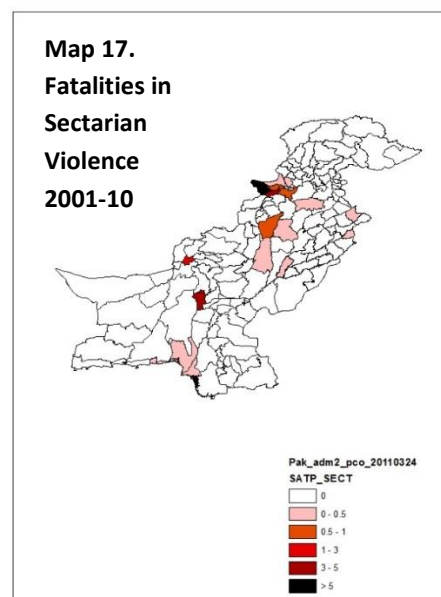 Map 17.
Fatalities in
Sectarian
Violence
2001-10
Pak_adm2_pco_20110324
SATP_SECT
0
0 - 0.5
0.5 - 1
1 - 3
3 - 5
> 5